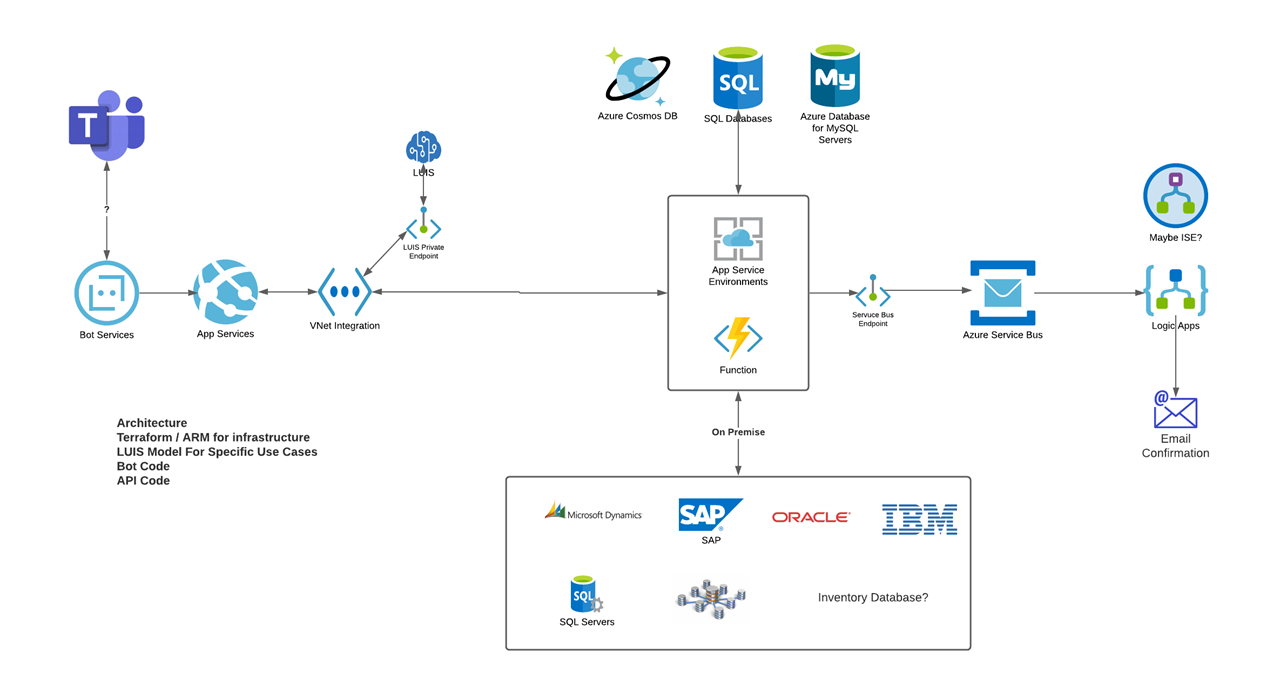 Azure Cosmos DB
SQL
SQL Databases
My
Azure Database
for MySQL
Servers
T
LUIS
?
LUIS Private
Endpoint
Bot Services
App Services
VNet Integration
App Service
Environments
Function
Servuce Bus
Endpoint
Azure Service Bus
Maybe ISE?
Logic Apps
@
Email
Confirmation
Architecture
Terraform / ARM for infrastructure
LUIS Model For Specific Use Cases
Bot Code
API Code
On Premise
Microsoft Dynamics
SAP
SAP
ORACLE
IBM
SQL
SQL Servers
Inventory Database?